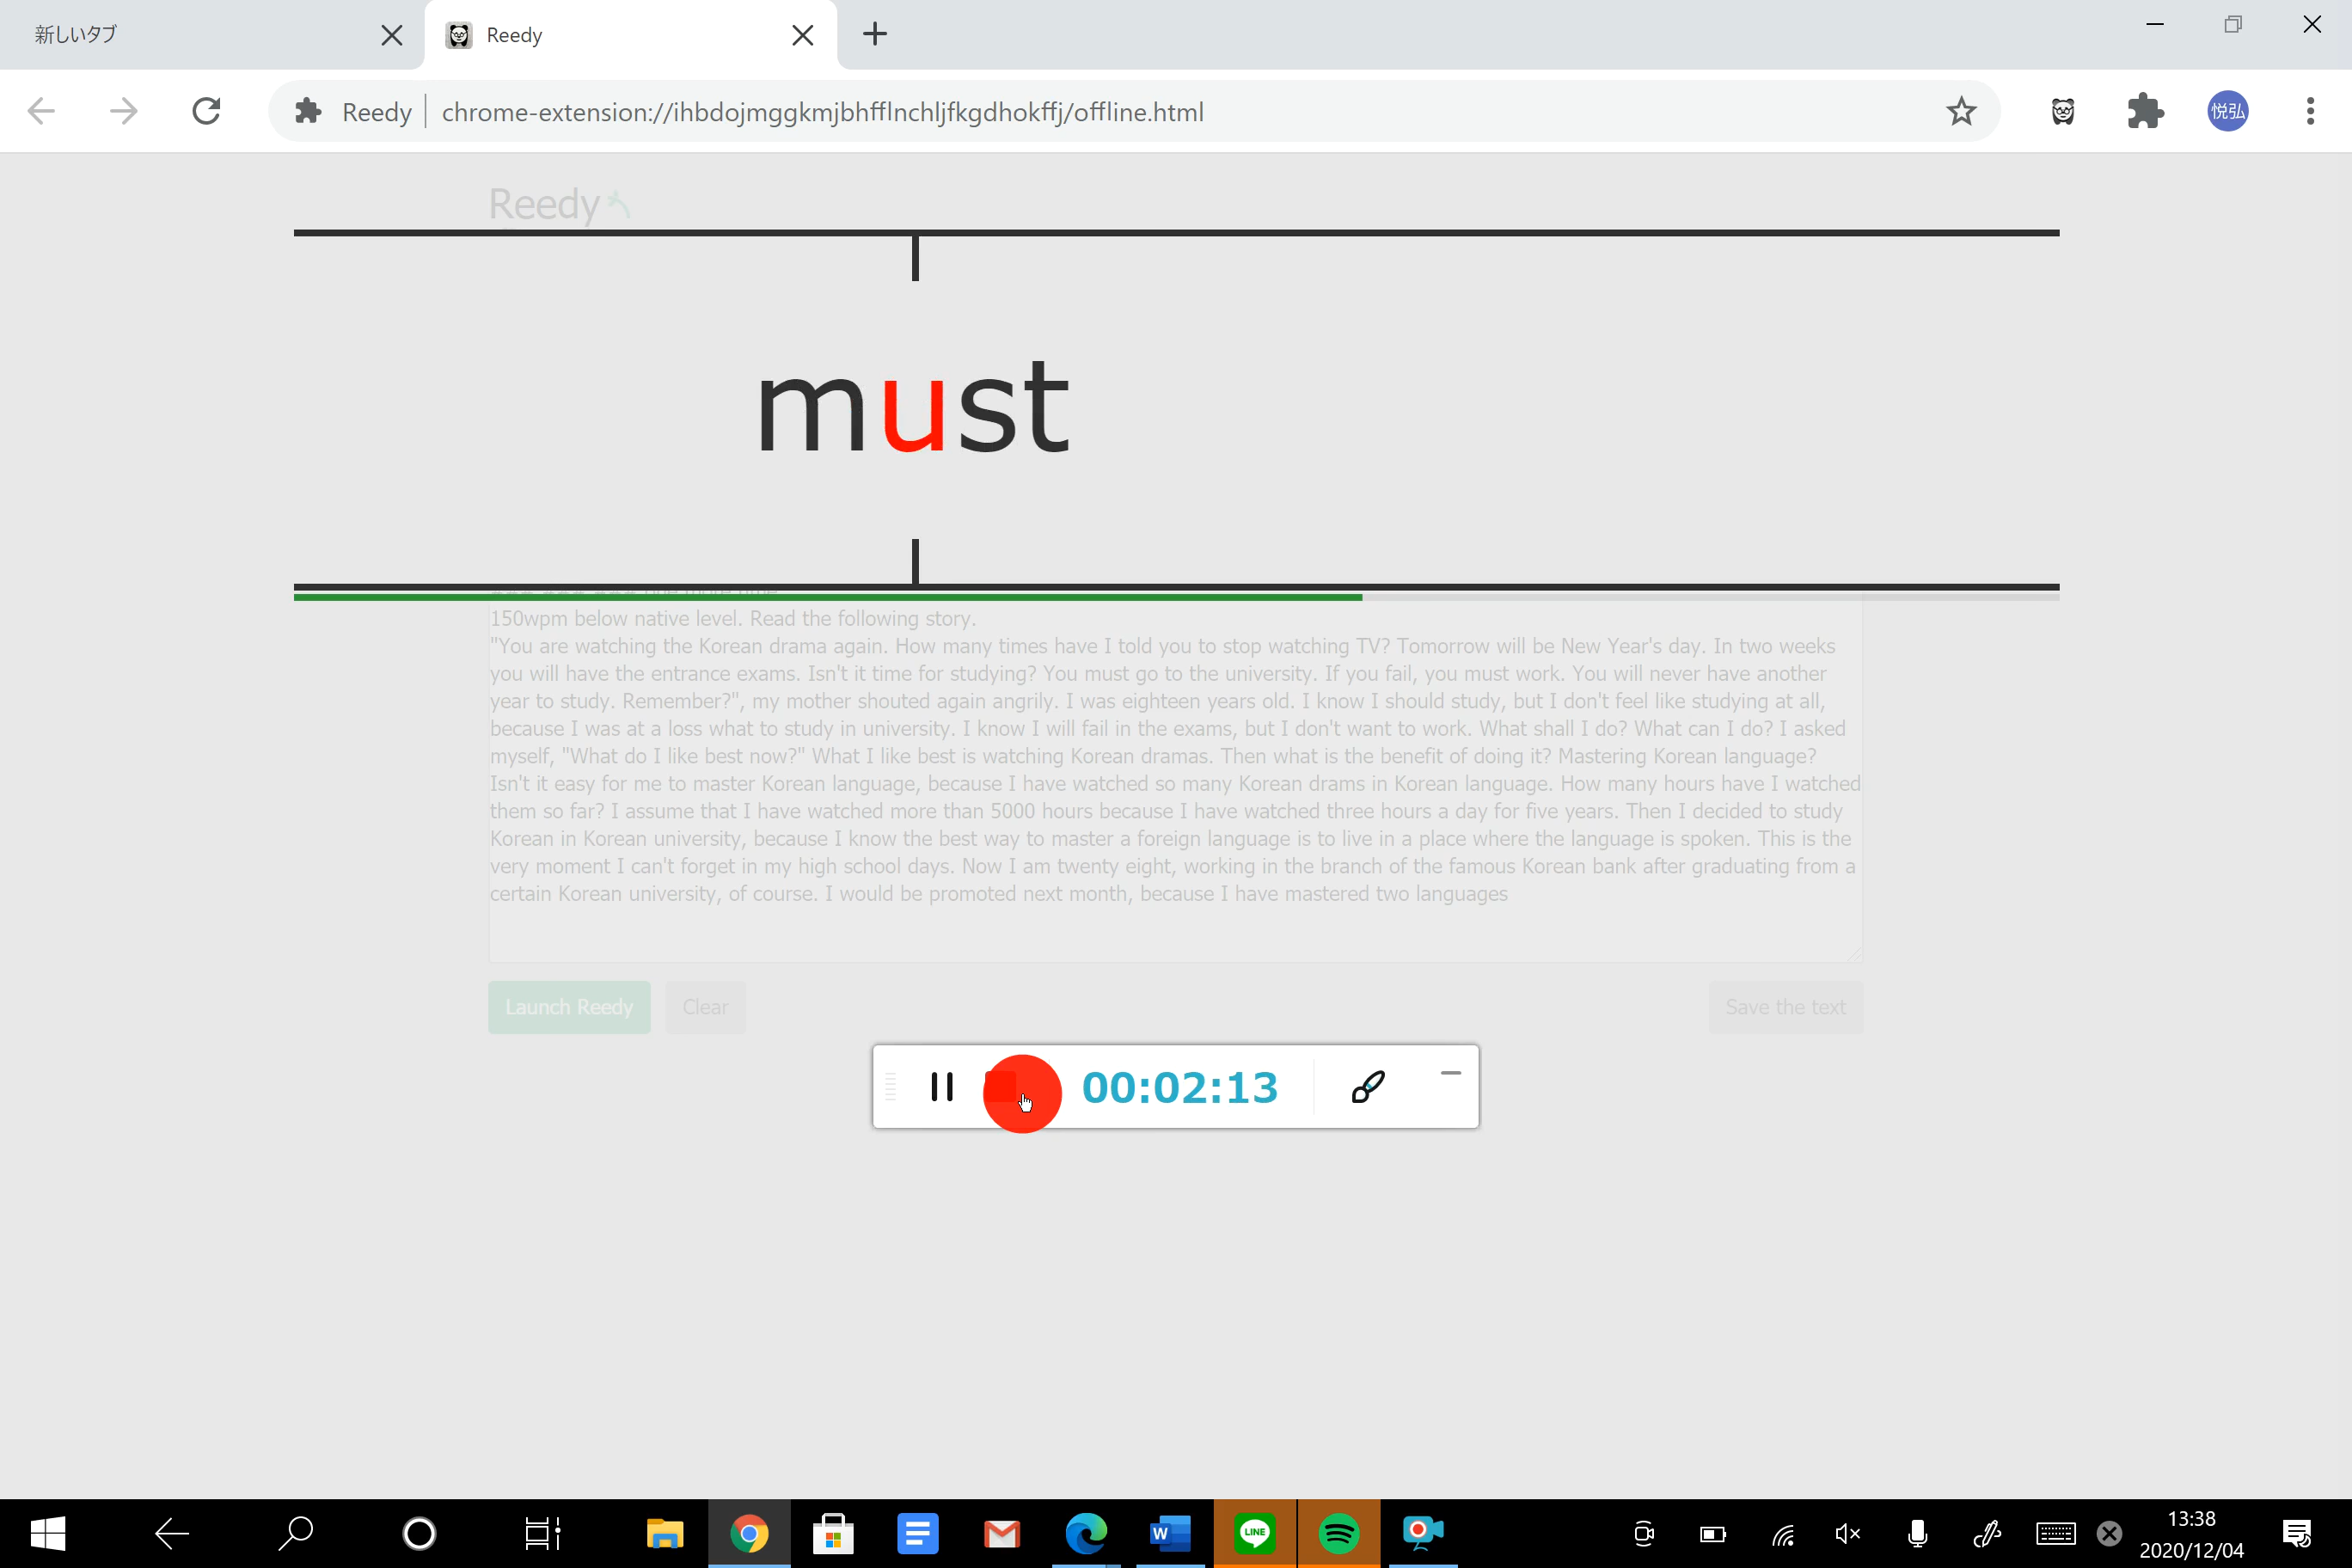 新しいタブ
Reedy
Reedy
chrome-extension://ihbdojmggkmjbhfflnchljfkgdhokffj/offline.html
悦弘
Reedy
must
150wpm below native level. Read the following story.
"You are watching the Korean drama again. How many times have I told you to stop watching TV? Tomorrow will be New Year's day. In two weeks
you will have the entrance exams. Isn't it time for studying? You must go to the university. If you fail, you must work. You will never have another
year to study. Remember?", my mother shouted again angrily. I was eighteen years old. I know I should study, but I don't feel like studying at all,
because I was at a loss what to study in university. I know I will fail in the exams, but I don't want to work. What shall I do? What can I do? I asked
myself, "What do I like best now?" What I like best is watching Korean dramas. Then what is the benefit of doing it? Mastering Korean language?
Isn't it easy for me to master Korean language, because I have watched so many Korean drams in Korean language. How many hours have I watched
them so far? I assume that I have watched more than 5000 hours because I have watched three hours a day for five years. Then I decided to study
Korean in Korean university, because I know the best way to master a foreign language is to live in a place where the language is spoken. This is the
very moment I can't forget in my high school days. Now I am twenty eight, working in the branch of the famous Korean bank after graduating from a
certain Korean university, of course. I would be promoted next month, because I have mastered two languages
Launch Reedy
Clear
Save the text
00:02:13
W
LINE
13:38
2020/12/04